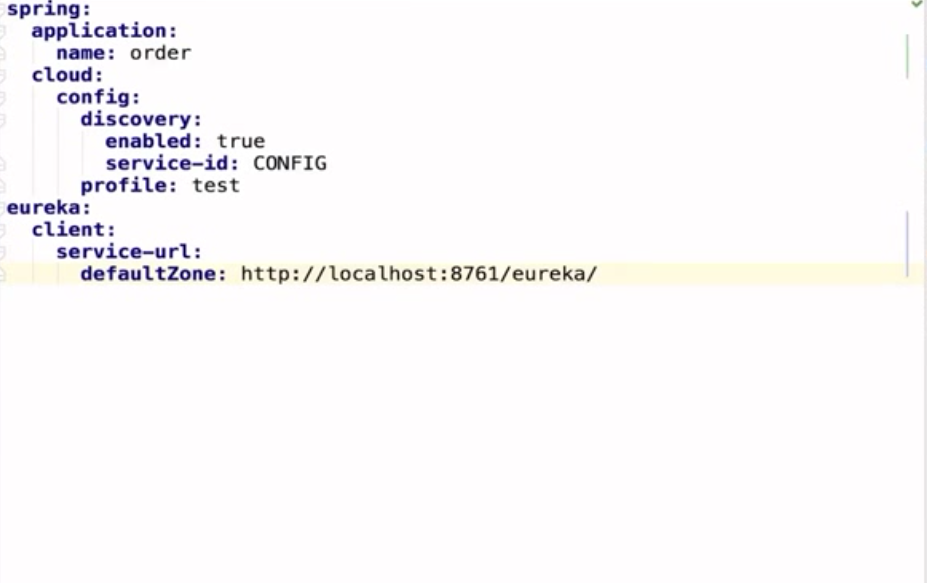 spring:
  application:
    name: order
  cloud:
    config:
      discovery:
        enabled: true
        service-id: CONFIG
      profile: test
eureka:
  client:
    service-url:
      defaultZone: http://localhost:8761/eureka/